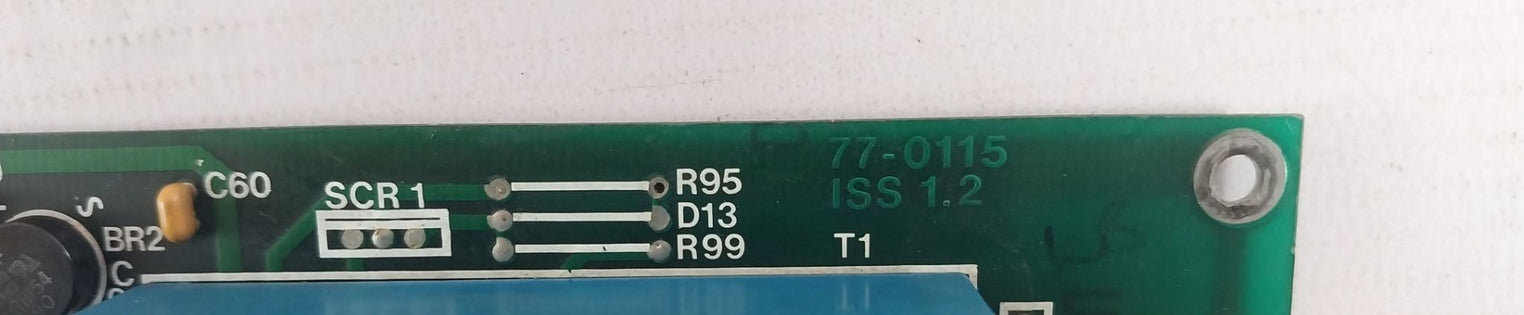 77-0115
ISS 1.2
C60
SCR 1
R95
D13
BR2
R99
T1
C